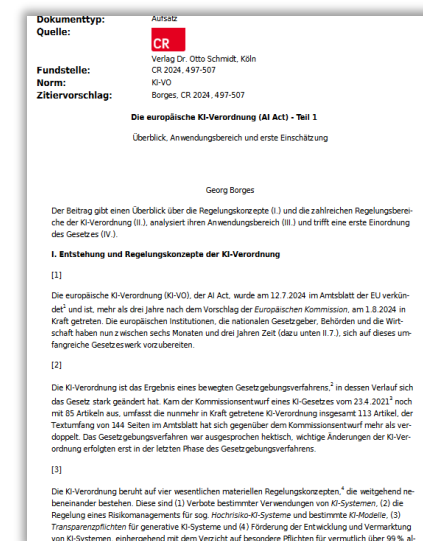 Dokumenttyp: Aufsatz
Quelle:
CR
Verlag Dr. Otto Schmidt, Köln
Fundstelle: CR 2024, 497-507
Norm: KI-VO
Zitiervorschlag: Borges, CR 2024, 497-507
Die europäische KI-Verordnung (AI Act) - Teil 1
Überblick, Anwendungsbereich und erste Einschätzung
Georg Borges
Der Beitrag gibt einen Überblick über die Regelungskonzepte (I.) und die zahlreichen Regelungsberei-
che der KI-Verordnung (II.), analysiert ihren Anwendungsbereich (III.) und trifft eine erste Einordnung
des Gesetzes (IV.).
I. Entstehung und Regelungskonzepte der KI-Verordnung
[1]
Die europäische KI-Verordnung (KI-VO), der AI Act, wurde am 12.7.2024 im Amtsblatt der EU verkün-
det¹ und ist, mehr als drei Jahre nach dem Vorschlag der Europäischen Kommission, am 1.8.2024 in
Kraft getreten. Die europäischen Institutionen, die nationalen Gesetzgeber, Behörden und die Wirt-
schaft haben nun zwischen sechs Monaten und drei Jahren Zeit (dazu unten II.7.), sich auf dieses um-
fangreiche Gesetzeswerk vorzubereiten.
[2]
Die KI-Verordnung ist das Ergebnis eines bewegten Gesetzgebungsverfahrens,² in dessen Verlauf sich
das Gesetz stark geändert hat. Kam der Kommissionsentwurf eines KI-Gesetzes vom 23.4.2021³ noch
mit 85 Artikeln aus, umfasst die nunmehr in Kraft getretene KI-Verordnung insgesamt 113 Artikel, der
Textumfang von 144 Seiten im Amtsblatt hat sich gegenüber dem Kommissionsentwurf mehr als ver-
doppelt. Das Gesetzgebungsverfahren war ausgesprochen hektisch, wichtige Änderungen der KI-Ver-
ordnung erfolgten erst in der letzten Phase des Gesetzgebungsverfahrens.
[3]
Die KI-Verordnung beruht auf vier wesentlichen materiellen Regelungskonzepten,⁴ die weitgehend ne-
beneinander bestehen. Diese sind (1) Verbote bestimmter Verwendungen von KI-Systemen, (2) die
Regelung eines Risikomanagements für sog. Hochrisiko-KI-Systeme und bestimmte KI-Modelle, (3)
Transparenzpflichten für generative KI-Systeme und (4) Förderung der Entwicklung und Vermarktung
von KI-Systemen, einhergehend mit dem Verzicht auf besondere Pflichten für vermutlich über 99 % al-